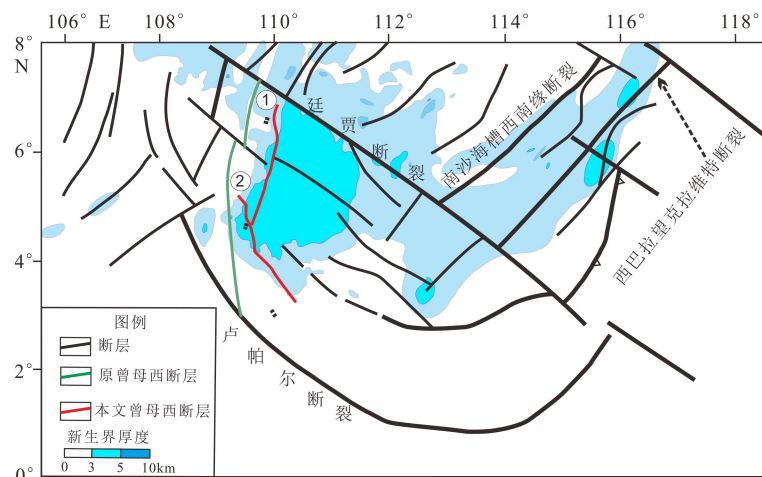 106° E 110° 112° 114° 116° 118°
8°
N
6°
4°
2°
0°
①
②
廷贾断裂
南沙海槽西南缘断裂
西巴拉望克拉维特断裂
卢帕尔断裂
图例
断层
原曾母西断层
本文曾母西断层
新生界厚度
0 3 5 10km